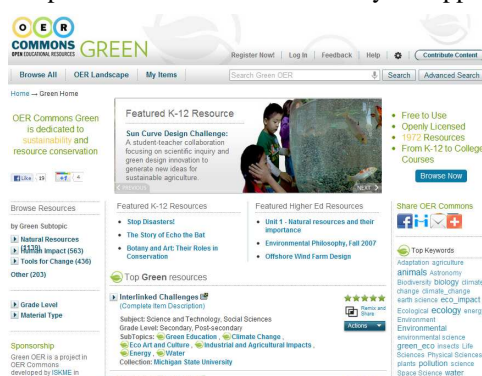 OER
COMMONS
OPEN EDUCATIONAL RESOURCES
GREEN
Register Now! | Log In | Feedback | Help
Contribute Content
Browse All OER Landscape My Items
Search Green OER
Search
Advanced Search
Home → Green Home
OER Commons Green
is dedicated to
sustainability and
resource conservation
Like 19
+1 4
Featured K-12 Resource
Sun Curve Design Challenge:
A student-teacher collaboration
focusing on scientific inquiry and
green design innovation to
generate new ideas for
sustainable agriculture.
PREVIOUS
NEXT
Free to Use
Openly Licensed
1972 Resources
From K-12 to College
Courses
Browse Now
Browse Resources
by Green Subtopic
Natural Resources
(1139)
Human Impact (563)
Tools for Change (436)
Other (203)
Grade Level
Material Type
Sponsorship
Green OER is a project in
OER Commons
developed by ISKME in
Featured K-12 Resources
Stop Disasters!
The Story of Echo the Bat
Botany and Art: Their Roles in
Conservation
Featured Higher Ed Resources
Unit 1 - Natural resources and their
importance
Environmental Philosophy, Fall 2007
Offshore Wind Farm Design
Top Green resources
Interlinked Challenges
(Complete Item Description)
Subject: Science and Technology, Social Sciences
Grade Level: Secondary, Post-secondary
SubTopics: Green Education , Climate Change ,
Eco Art and Culture , Industrial and Agricultural Impacts ,
Energy , Water
Collection: Michigan State University
Remix and
Share
Actions
Share OER Commons
Top Keywords
Adaptation agriculture
animals Astronomy
Biodiversity biology climate
change climate_change
earth science eco_impact
Ecological ecology energy
Environment
Environmental
environmental science
green_eco insects Life
Sciences Physical Sciences
plants pollution science
Space Science water